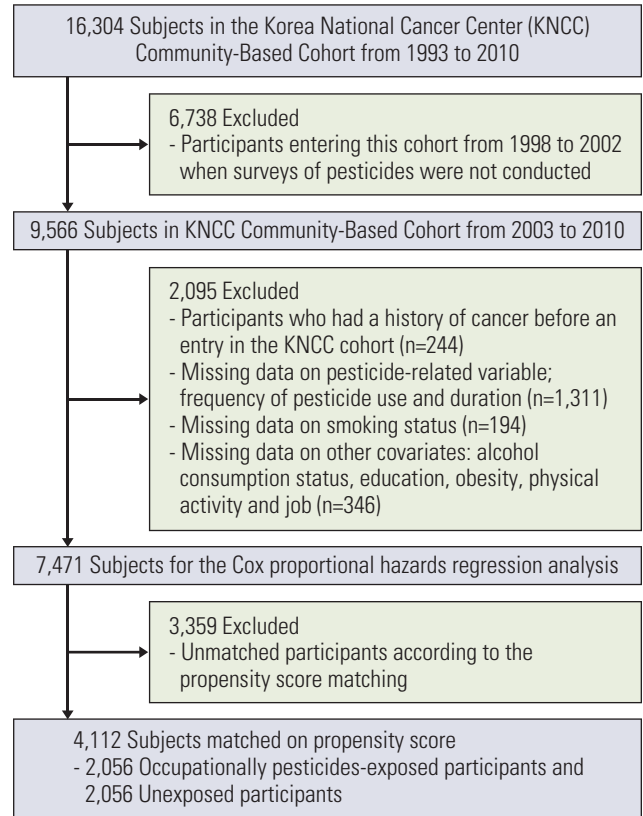 16,304 Subjects in the Korea National Cancer Center (KNCC)
Community-Based Cohort from 1993 to 2010
6,738 Excluded
- Participants entering this cohort from 1998 to 2002
when surveys of pesticides were not conducted
9,566 Subjects in KNCC Community-Based Cohort from 2003 to 2010
2,095 Excluded
- Participants who had a history of cancer before an
entry in the KNCC cohort (n=244)
- Missing data on pesticide-related variable;
frequency of pesticide use and duration (n=1,311)
- Missing data on smoking status (n=194)
- Missing data on other covariates: alcohol
consumption status, education, obesity, physical
activity and job (n=346)
7,471 Subjects for the Cox proportional hazards regression analysis
3,359 Excluded
- Unmatched participants according to the
propensity score matching
4,112 Subjects matched on propensity score
- 2,056 Occupationally pesticides-exposed participants and
2,056 Unexposed participants